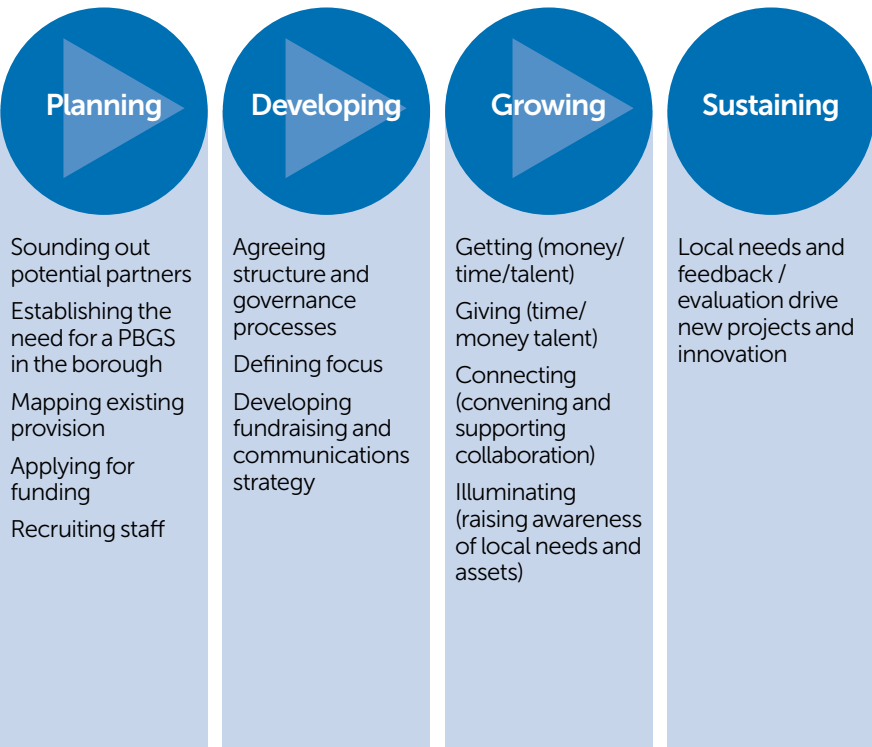 Planning
Sounding out
potential partners
Establishing the
need for a PBGS
in the borough
Mapping existing
provision
Applying for
funding
Recruiting staff
Developing
Agreeing
structure and
governance
processes
Defining focus
Developing
fundraising and
communications
strategy
Growing
Getting (money/
time/talent)
Giving (time/
money talent)
Connecting
(convening and
supporting
collaboration)
Illuminating
(raising awareness
of local needs and
assets)
Sustaining
Local needs and
feedback /
evaluation drive
new projects and
innovation